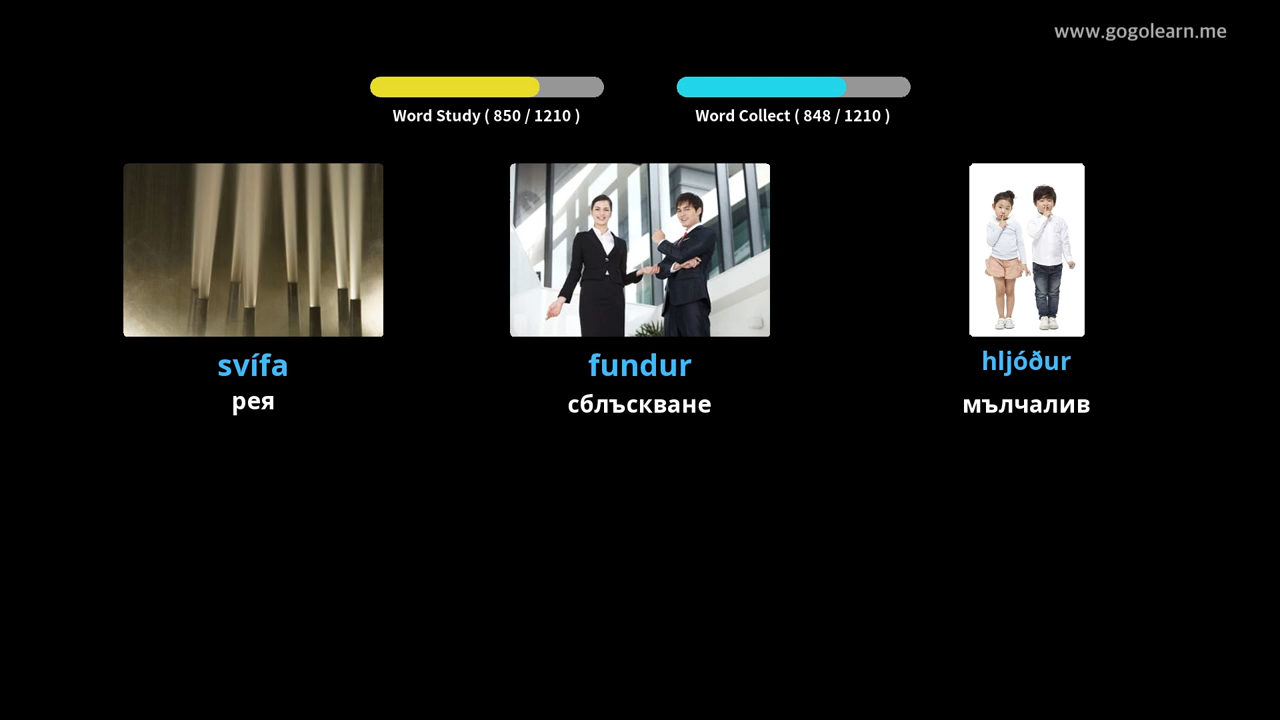 www.gogolearn.me
Word Study ( 850 / 1210 )
Word Collect ( 848 / 1210 )
svífa
рея
fundur
сблъскване
hljóður
мълчалив